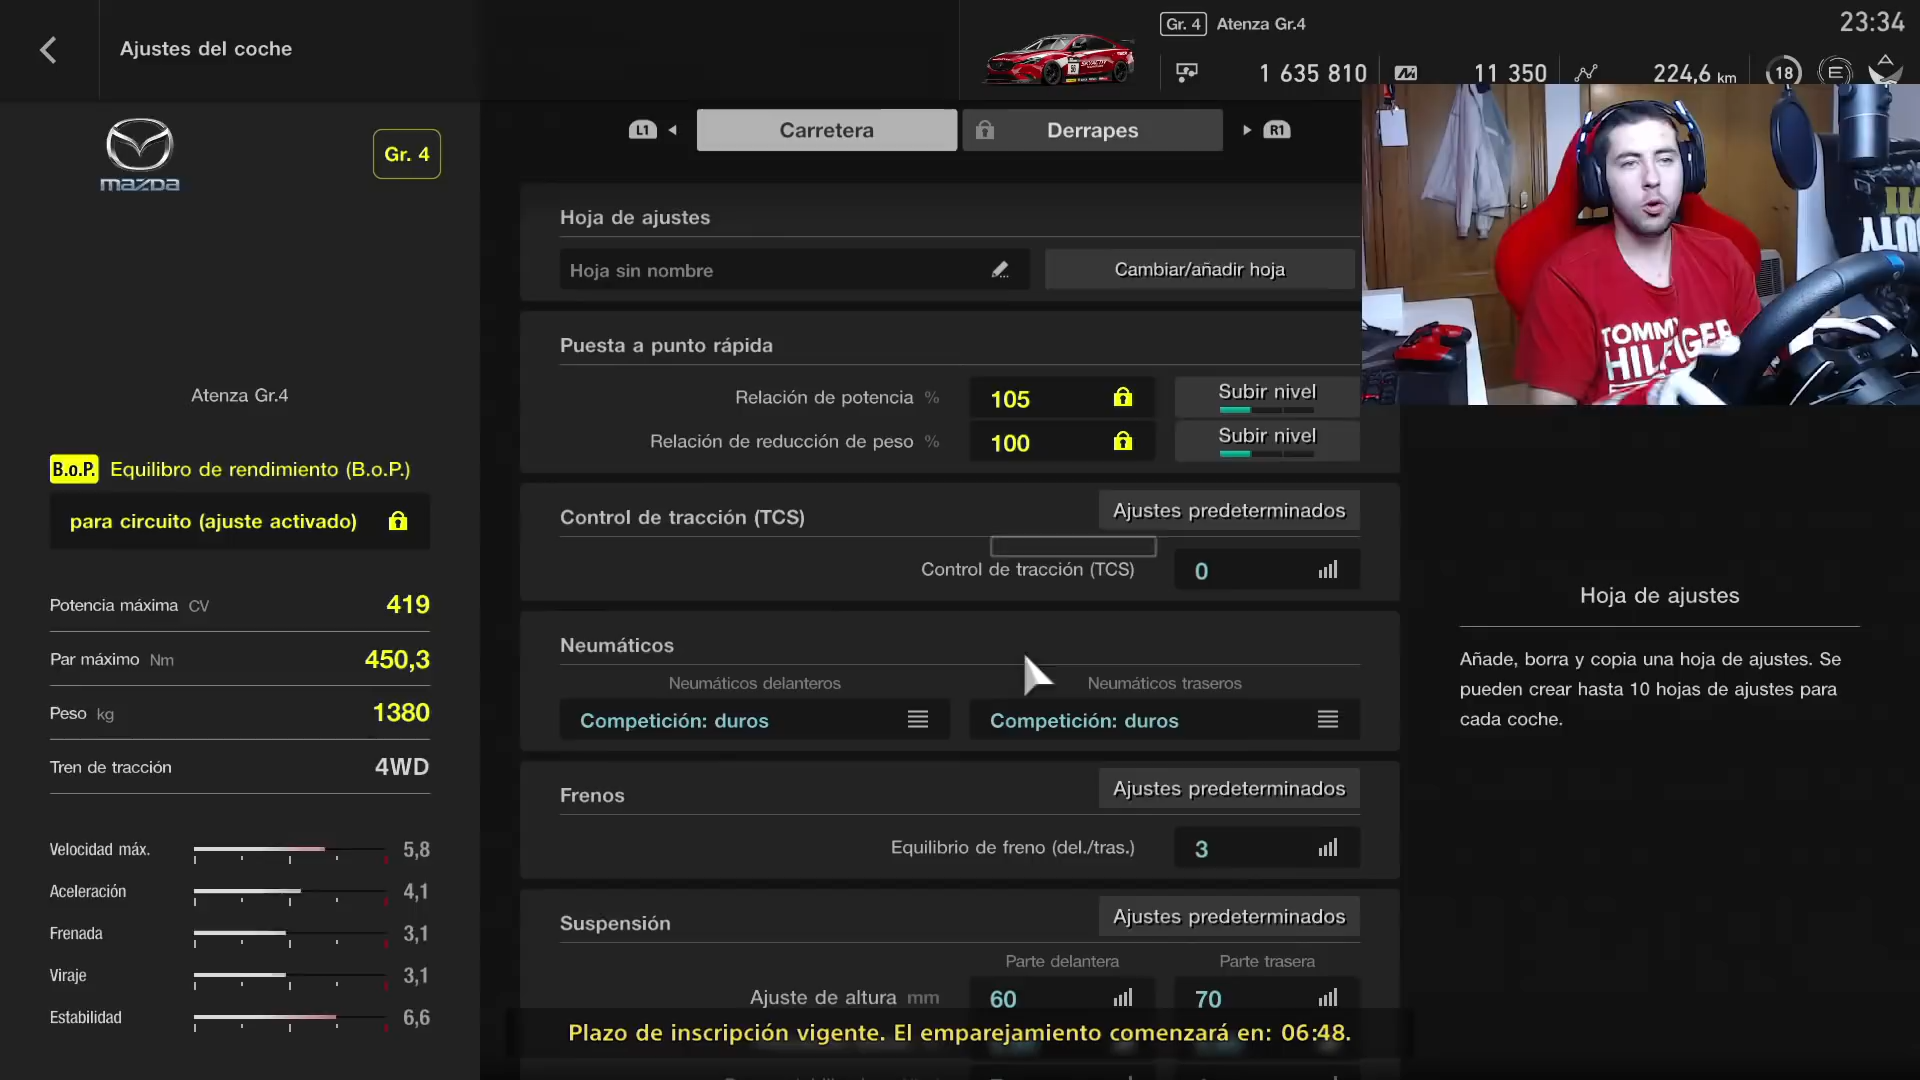 Ajustes del coche
Gr. 4 Atenza Gr.4
23:34
1 635 810
11 350
224,6 km
18
E
mazda
Gr. 4
L1
Carretera
Derrapes
R1
Hoja de ajustes
Hoja sin nombre
Cambiar/añadir hoja
Puesta a punto rápida
Relación de potencia % 105 Subir nivel
Relación de reducción de peso % 100 Subir nivel
Atenza Gr.4
B.o.P. Equilibro de rendimiento (B.o.P.)
para circuito (ajuste activado)
Potencia máxima CV 419
Par máximo Nm 450,3
Peso kg 1380
Tren de tracción 4WD
Velocidad máx. 5,8
Aceleración 4,1
Frenada 3,1
Viraje 3,1
Estabilidad 6,6
Control de tracción (TCS)
Ajustes predeterminados
Control de tracción (TCS) 0
Neumáticos
Neumáticos delanteros
Neumáticos traseros
Competición: duros
Competición: duros
Frenos
Ajustes predeterminados
Equilibrio de freno (del./tras.) 3
Suspensión
Ajustes predeterminados
Parte delantera
Parte trasera
Ajuste de altura mm 60 70
Plazo de inscripción vigente. El emparejamiento comenzará en: 06:48.
Hoja de ajustes
Añade, borra y copia una hoja de ajustes. Se
pueden crear hasta 10 hojas de ajustes para
cada coche.
TOMMY
HILFIGER
DUTY